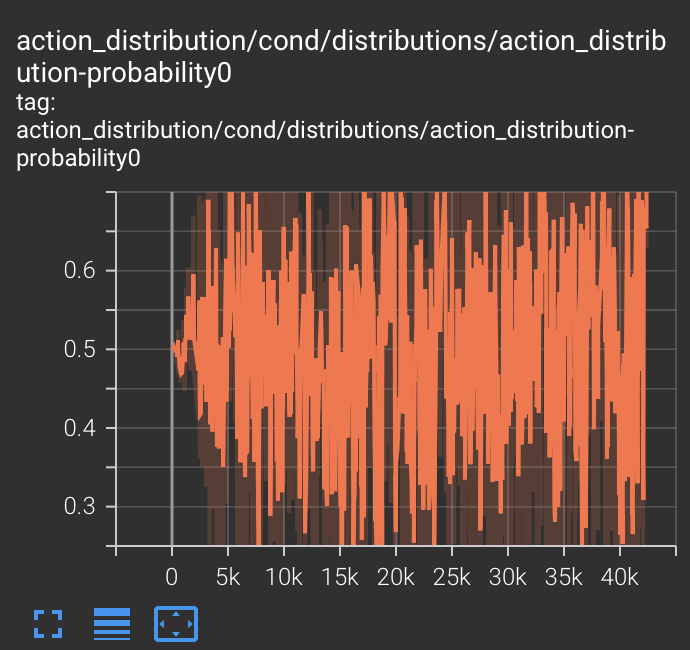 action_distribution/cond/distributions/action_distrib
ution-probability0
tag:
action_distribution/cond/distributions/action_distribution-
probability0
0.6
0.5
0.4
0.3
0 5k 10k 15k 20k 25k 30k 35k 40k